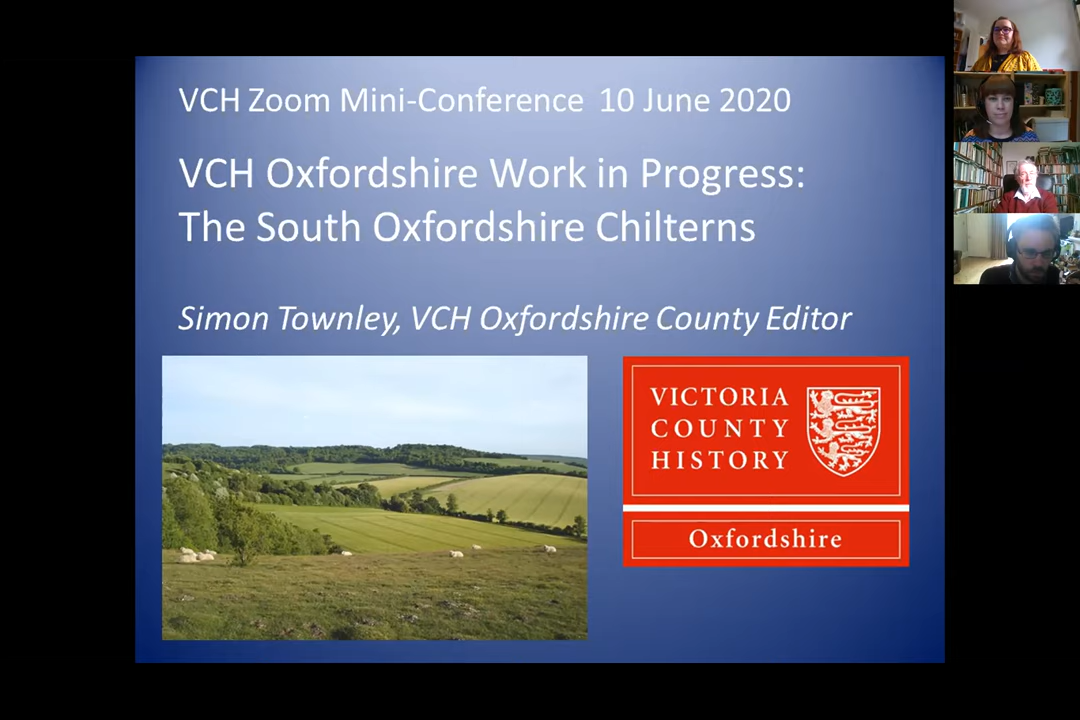 VCH Zoom Mini-Conference 10 June 2020
VCH Oxfordshire Work in Progress:
The South Oxfordshire Chilterns
Simon Townley, VCH Oxfordshire County Editor
VICTORIA
COUNTY
HISTORY
Oxfordshire